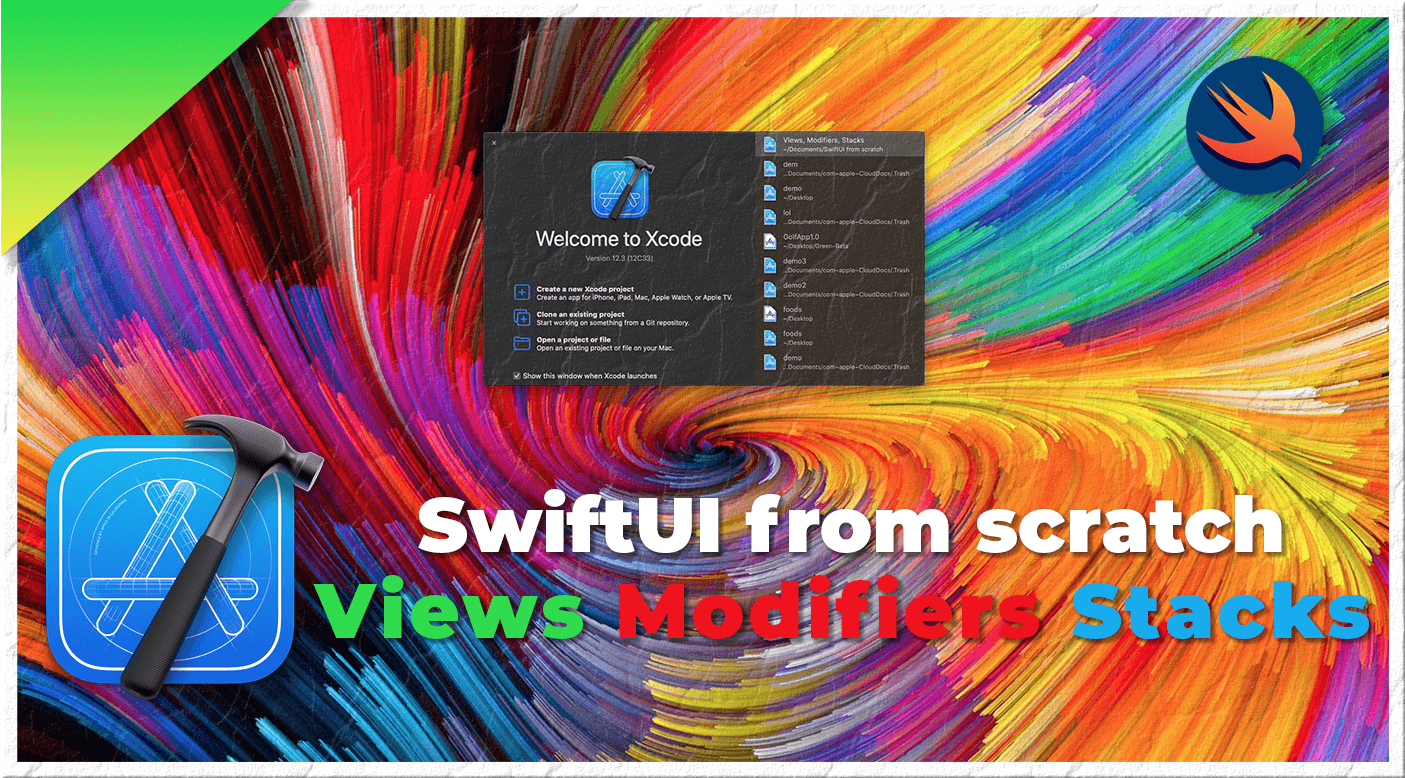 Views, Modifiers, Stacks
~/Documents/SwiftUI from scratch
dem
...Documents/com~apple~CloudDocs/.Trash
demo
~/Desktop
lol
...Documents/com~apple~CloudDocs/.Trash
GolfApp1.0
~/Desktop/Green-Beta
demo3
...Documents/com~apple~CloudDocs/.Trash
demo2
...Documents/com~apple~CloudDocs/.Trash
foods
~/Desktop
foods
~/Desktop
demo
...Documents/com~apple~CloudDocs/.Trash
Welcome to Xcode
Version 12.3 (12C33)
Create a new Xcode project
Create an app for iPhone, iPad, Mac, Apple Watch, or Apple TV.
Clone an existing project
Start working on something from a Git repository.
Open a project or file
Open an existing project or file on your Mac.
Show this window when Xcode launches
SwiftUI from scratch
Views Modifiers Stacks